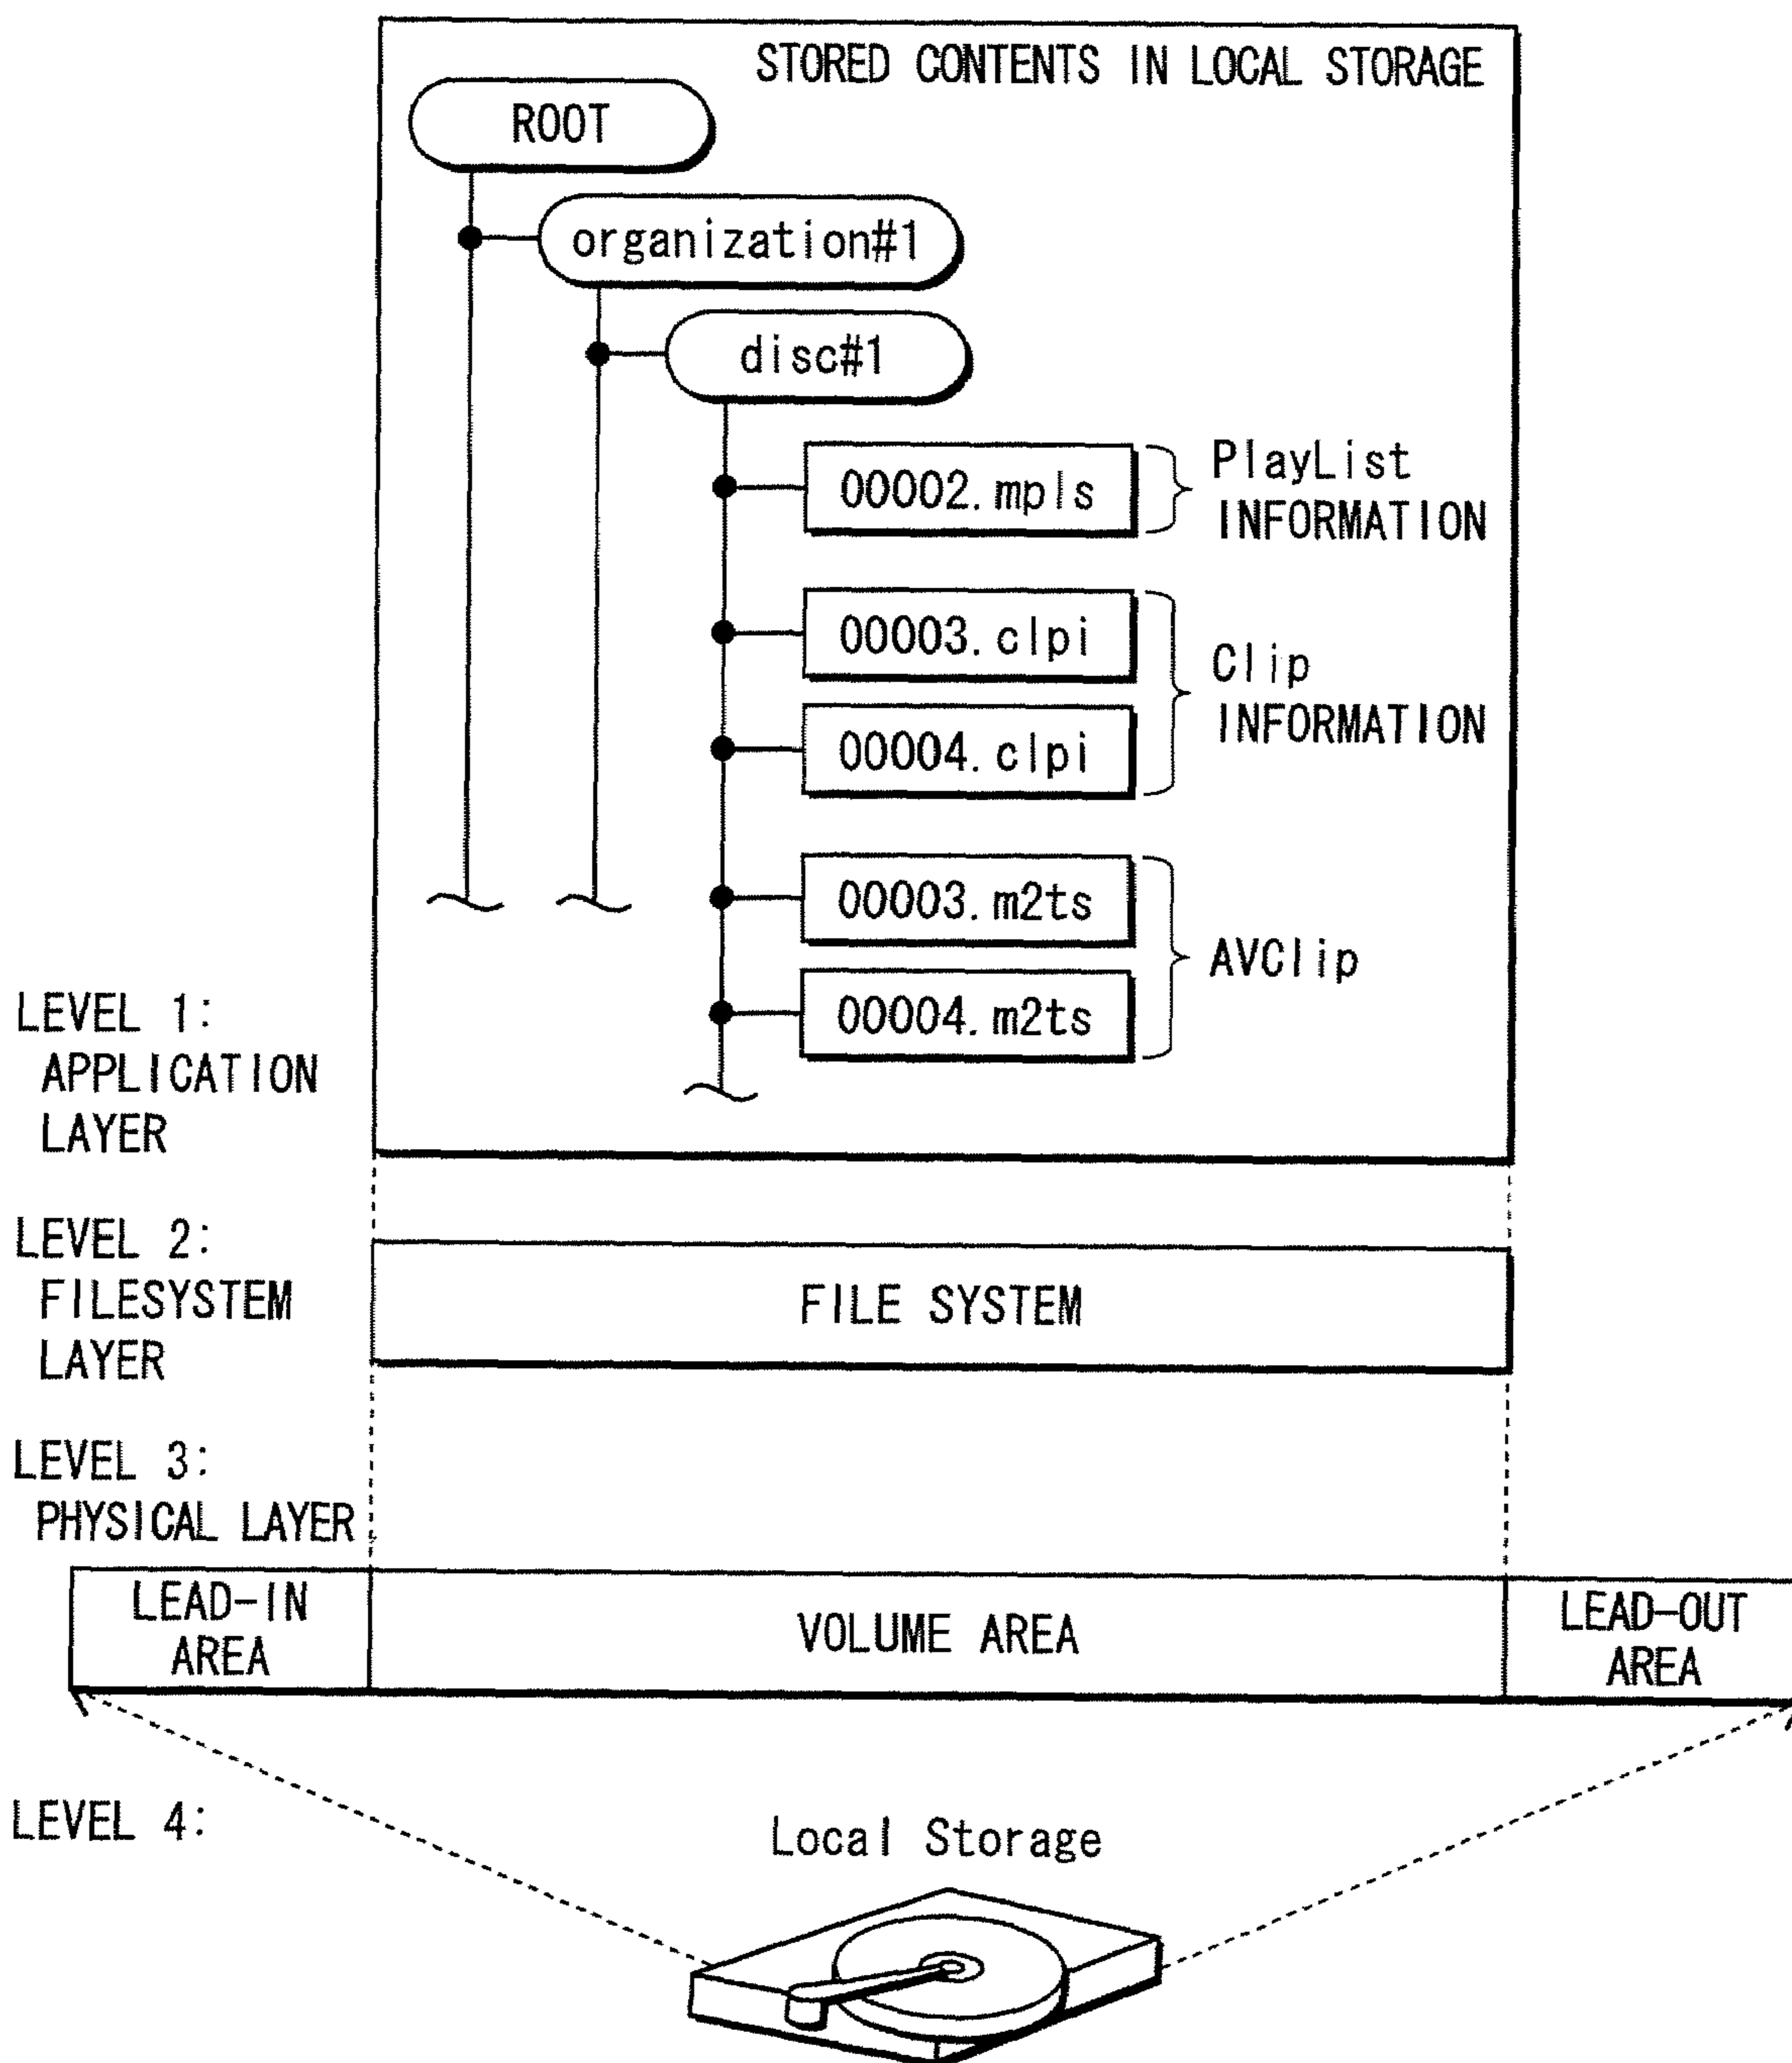 STORED CONTENTS IN LOCAL STORAGE
ROOT
organization#1
disc#1
00002.mpls
PlayList
INFORMATION
00003.clpi
00004.clpi
Clip
INFORMATION
00003.m2ts
00004.m2ts
AVClip
LEVEL 1:
APPLICATION
LAYER
LEVEL 2:
FILESYSTEM
LAYER
FILE SYSTEM
LEVEL 3:
PHYSICAL LAYER
LEAD-IN
AREA
VOLUME AREA
LEAD-OUT
AREA
LEVEL 4:
Local Storage